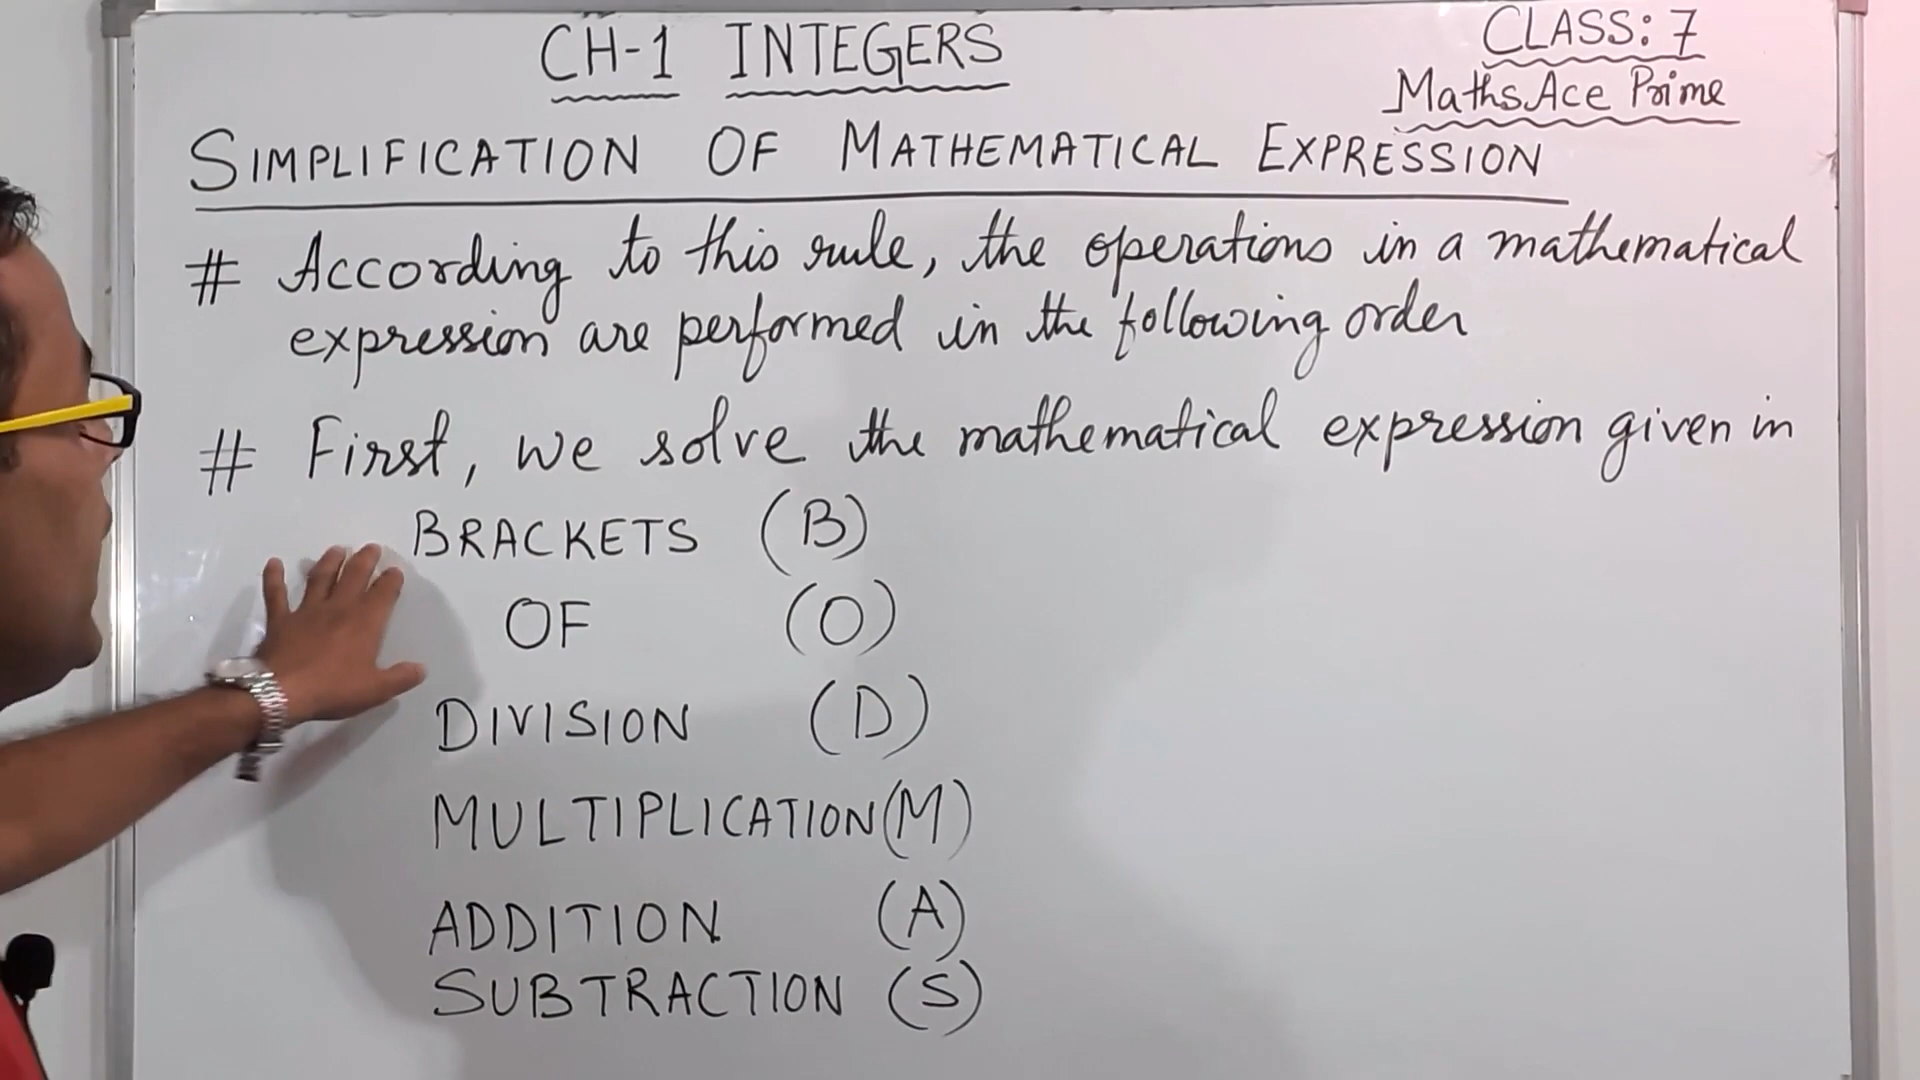 CH-1 INTEGERS
CLASS: 7
Maths Ace Prime
SIMPLIFICATION OF MATHEMATICAL EXPRESSION
# According to this rule, the operations in a mathematical
expression are performed in the following order
# First, we solve the mathematical expression given in
BRACKETS (B)
OF (O)
DIVISION (D)
MULTIPLICATION (M)
ADDITION (A)
SUBTRACTION (S)